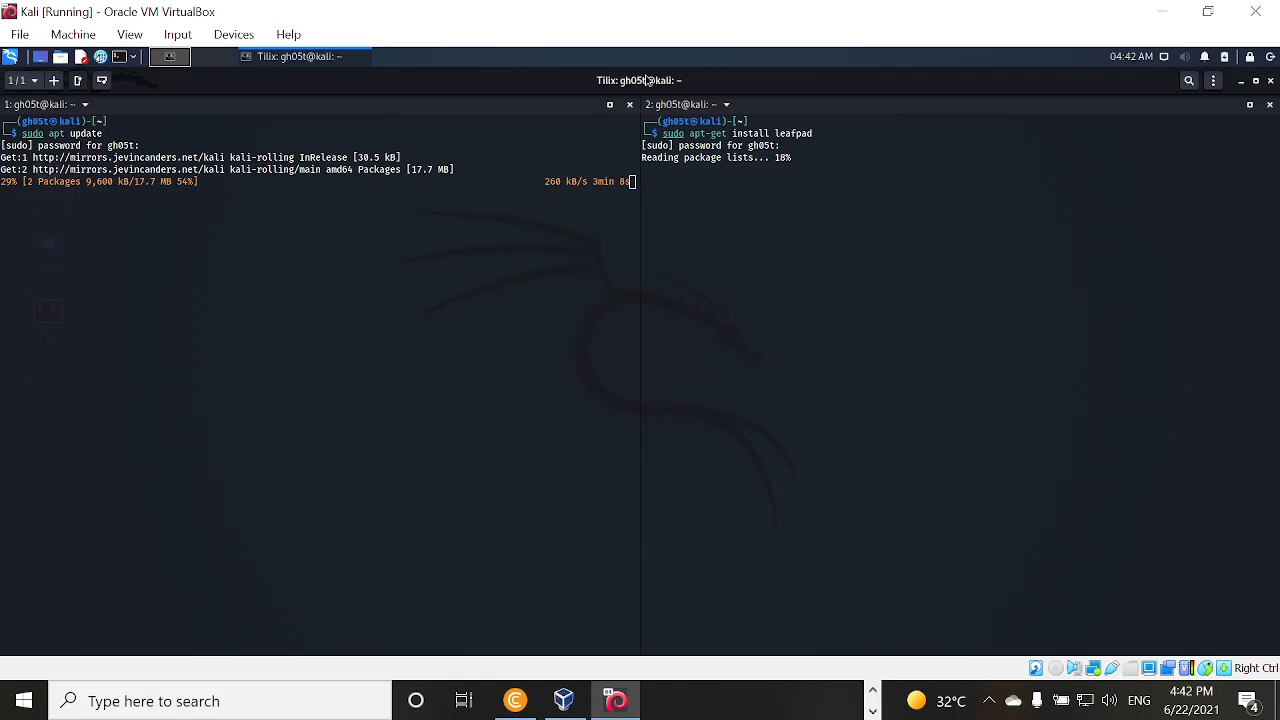 Kali [Running] - Oracle VM VirtualBox
File Machine View Input Devices Help
Tilix: gh05t@kali: ~
04:42 AM
1 / 1
Tilix: gh05t@kali: ~
1: gh05t@kali: ~
┌──(gh05t㉿kali)-[~]
└─$ sudo apt update
[sudo] password for gh05t:
Get:1 http://mirrors.jevincanders.net/kali kali-rolling InRelease [30.5 kB]
Get:2 http://mirrors.jevincanders.net/kali kali-rolling/main amd64 Packages [17.7 MB]
29% [2 Packages 9,600 kB/17.7 MB 54%] 260 kB/s 3min 8s
2: gh05t@kali: ~
┌──(gh05t㉿kali)-[~]
└─$ sudo apt-get install leafpad
[sudo] password for gh05t:
Reading package lists... 18%
Home
Right Ctrl
Type here to search
32°C
ENG
4:42 PM
6/22/2021
4